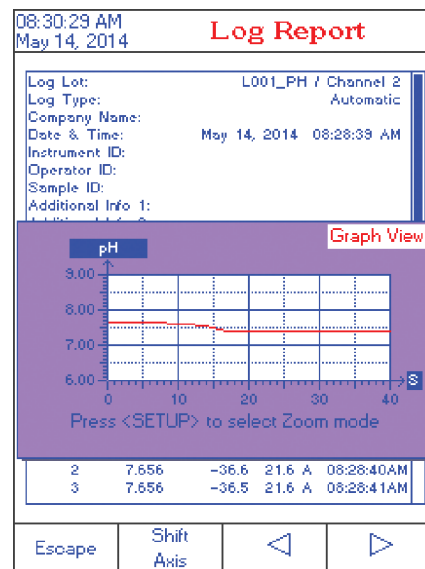 08:30:29 AM
May 14, 2014
Log Report
Log Lot: L001_PH / Channel 2
Log Type: Automatic
Company Name:
Date & Time: May 14, 2014 08:28:39 AM
Instrument ID:
Operator ID:
Sample ID:
Additional Info 1:
Graph View
pH
9.00
8.00
7.00
6.00
0 10 20 30 40
S
Press <SETUP> to select Zoom mode
2 7.656 -36.6 21.6 A 08:28:40AM
3 7.656 -36.5 21.6 A 08:28:41AM
Escape
Shift
Axis